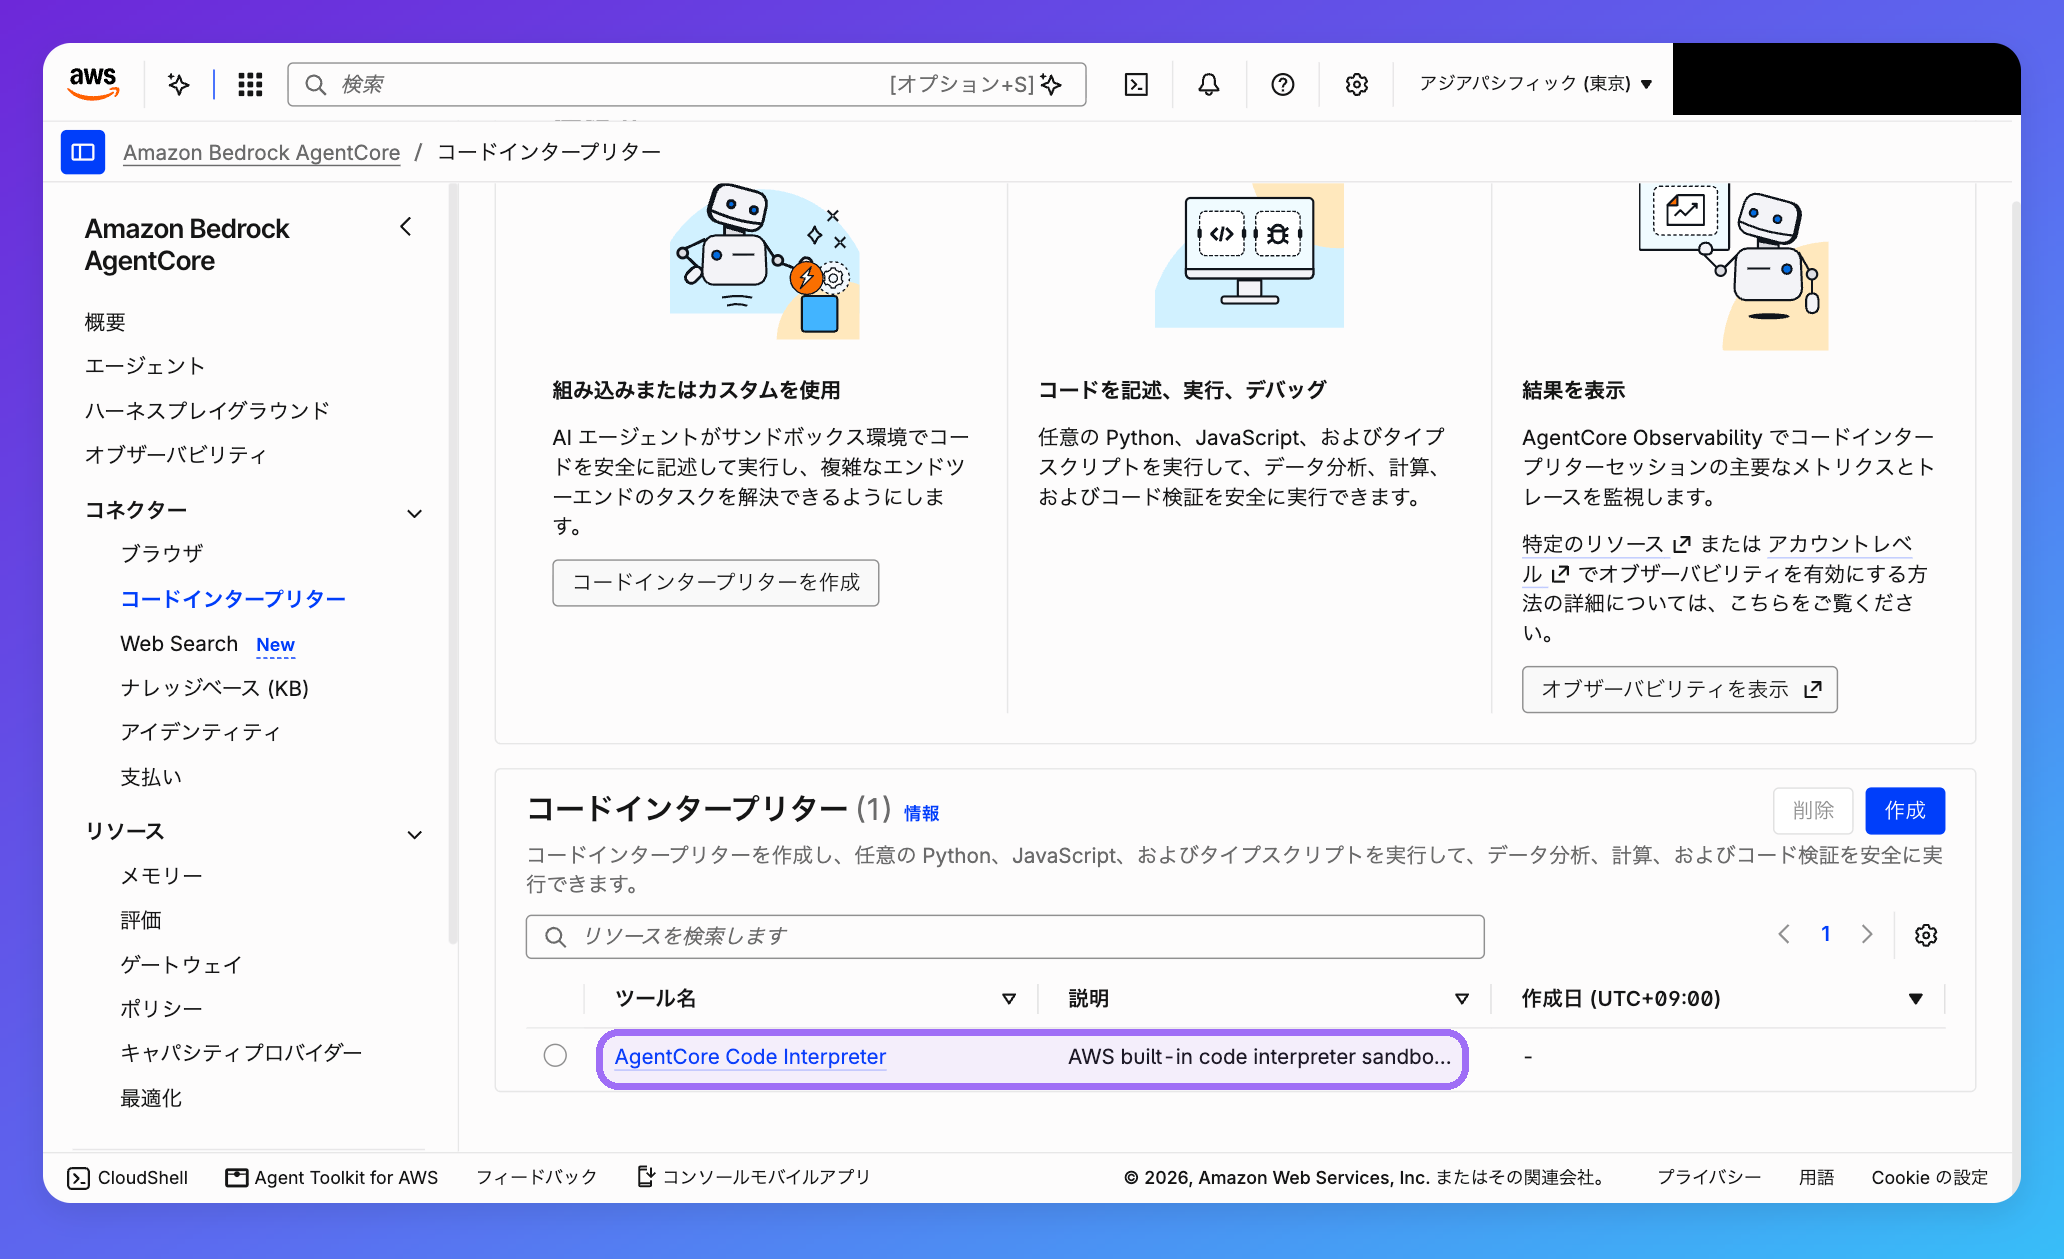 aws
検索
[オプション+S]
アジアパシフィック (東京)
Amazon Bedrock AgentCore / コードインタープリター
Amazon Bedrock
AgentCore
概要
エージェント
ハーネスプレイグラウンド
オブザーバビリティ
コネクター
ブラウザ
コードインタープリター
Web Search New
ナレッジベース (KB)
アイデンティティ
支払い
リソース
メモリー
評価
ゲートウェイ
ポリシー
キャパシティプロバイダー
最適化
組み込みまたはカスタムを使用
AI エージェントがサンドボックス環境でコー
ドを安全に記述して実行し、複雑なエンドツ
ーエンドのタスクを解決できるようにしま
す。
コードインタープリターを作成
コードを記述、実行、デバッグ
任意の Python、JavaScript、およびタイプ
スクリプトを実行して、データ分析、計算、
およびコード検証を安全に実行できます。
結果を表示
AgentCore Observability でコードインター
プリターセッションの主要なメトリクスとト
レースを監視します。
特定のリソース または アカウントレベ
ル でオブザーバビリティを有効にする方
法の詳細については、こちらをご覧くださ
い。
オブザーバビリティを表示
コードインタープリター (1) 情報
削除
作成
コードインタープリターを作成し、任意の Python、JavaScript、およびタイプスクリプトを実行して、データ分析、計算、およびコード検証を安全に実
行できます。
リソースを検索します
1
ツール名
説明
作成日 (UTC+09:00)
AgentCore Code Interpreter
AWS built-in code interpreter sandbo...
-
CloudShell
Agent Toolkit for AWS
フィードバック
コンソールモバイルアプリ
© 2026, Amazon Web Services, Inc. またはその関連会社。
プライバシー
用語
Cookie の設定